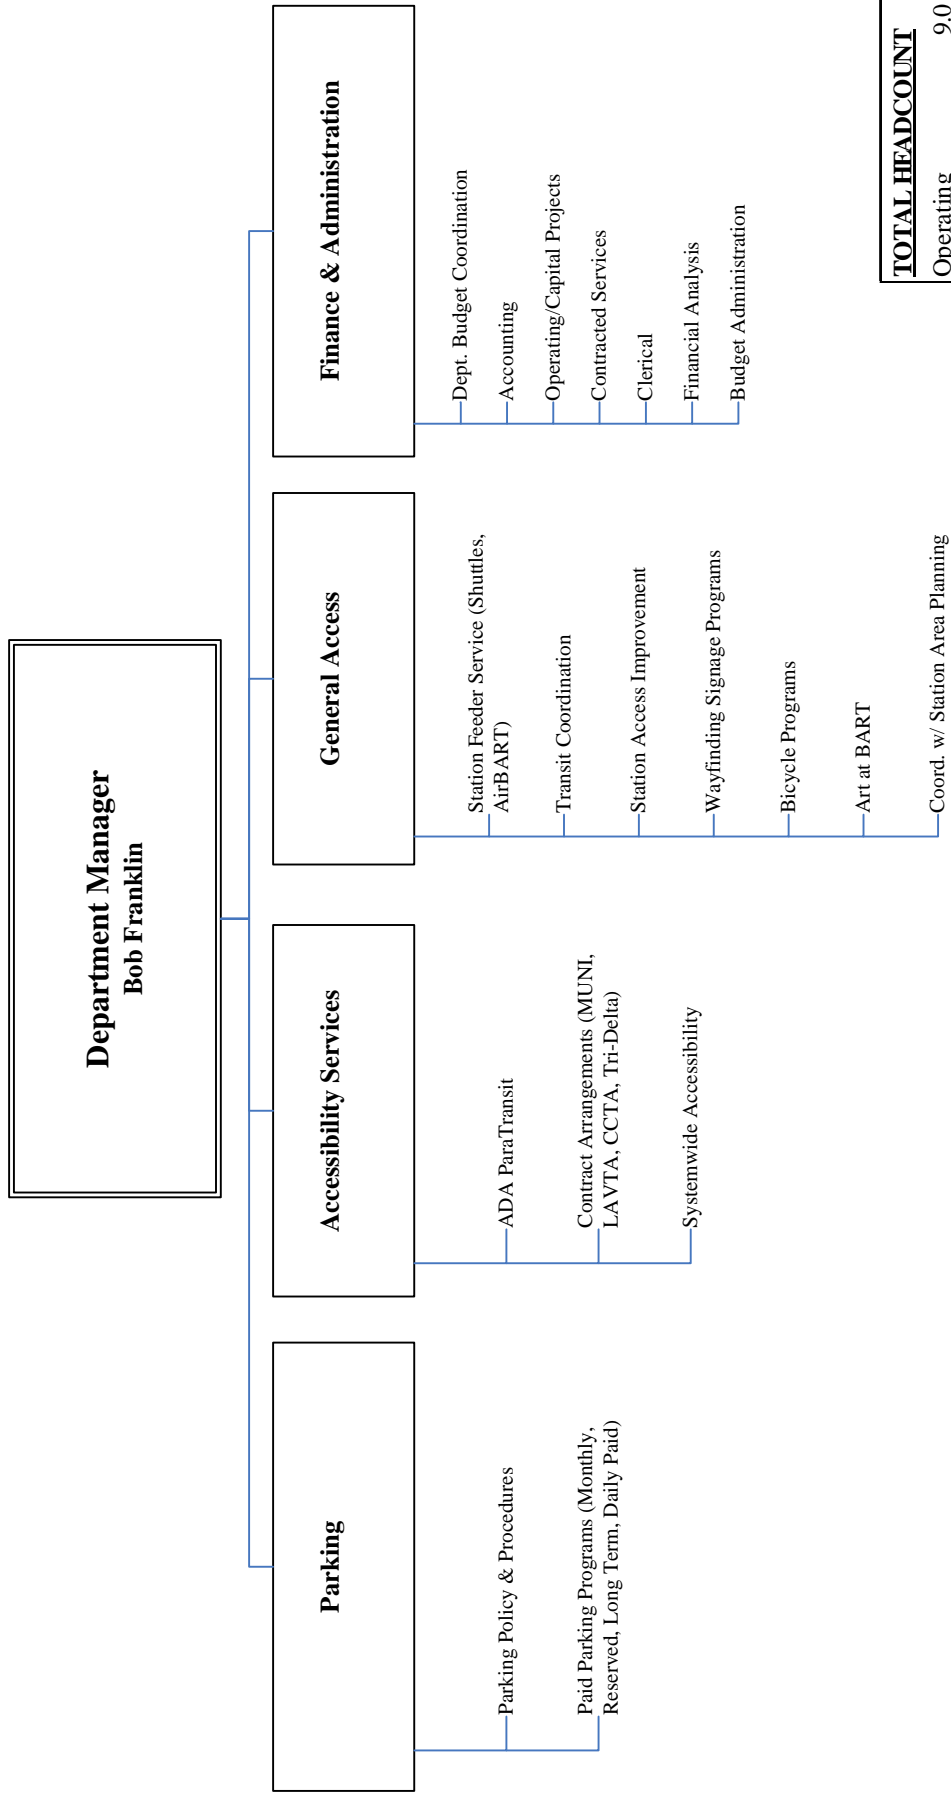 Department Manager
Bob Franklin
Parking
Parking Policy & Procedures
Paid Parking Programs (Monthly,
Reserved, Long Term, Daily Paid)
Accessibility Services
ADA ParaTransit
Contract Arrangements (MUNI,
LAVTA, CCTA, Tri-Delta)
Systemwide Accessibility
General Access
Station Feeder Service (Shuttles,
AirBART)
Transit Coordination
Station Access Improvement
Wayfinding Signage Programs
Bicycle Programs
Art at BART
Coord. w/ Station Area Planning
Finance & Administration
Dept. Budget Coordination
Accounting
Operating/Capital Projects
Contracted Services
Clerical
Financial Analysis
Budget Administration
TOTAL HEADCOUNT
Operating 9.0